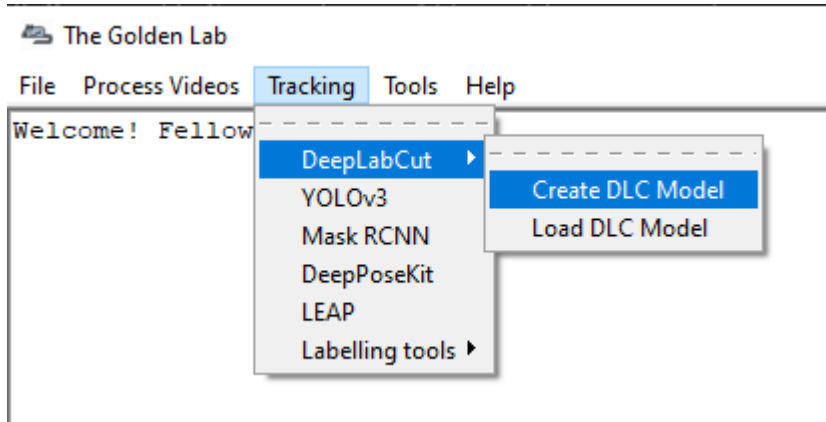 The Golden Lab
File Process Videos Tracking Tools Help
Welcome! Fellow
DeepLabCut
YOLOv3
Mask RCNN
DeepPoseKit
LEAP
Labelling tools
Create DLC Model
Load DLC Model